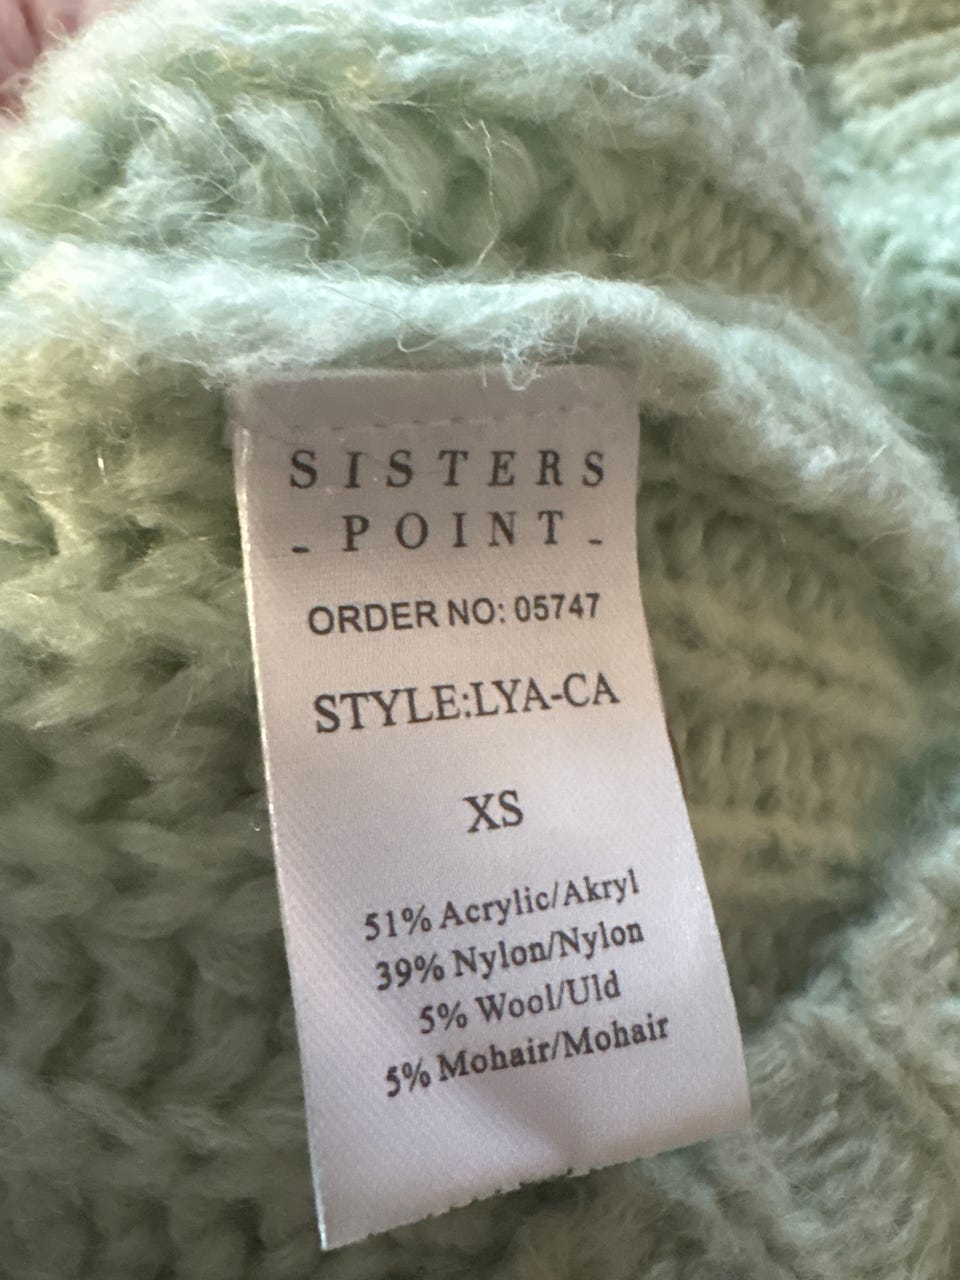 SISTERS
- POINT -
ORDER NO: 05747
STYLE:LYA-CA
XS
51% Acrylic/Akryl
39% Nylon/Nylon
5% Wool/Uld
5% Mohair/Mohair